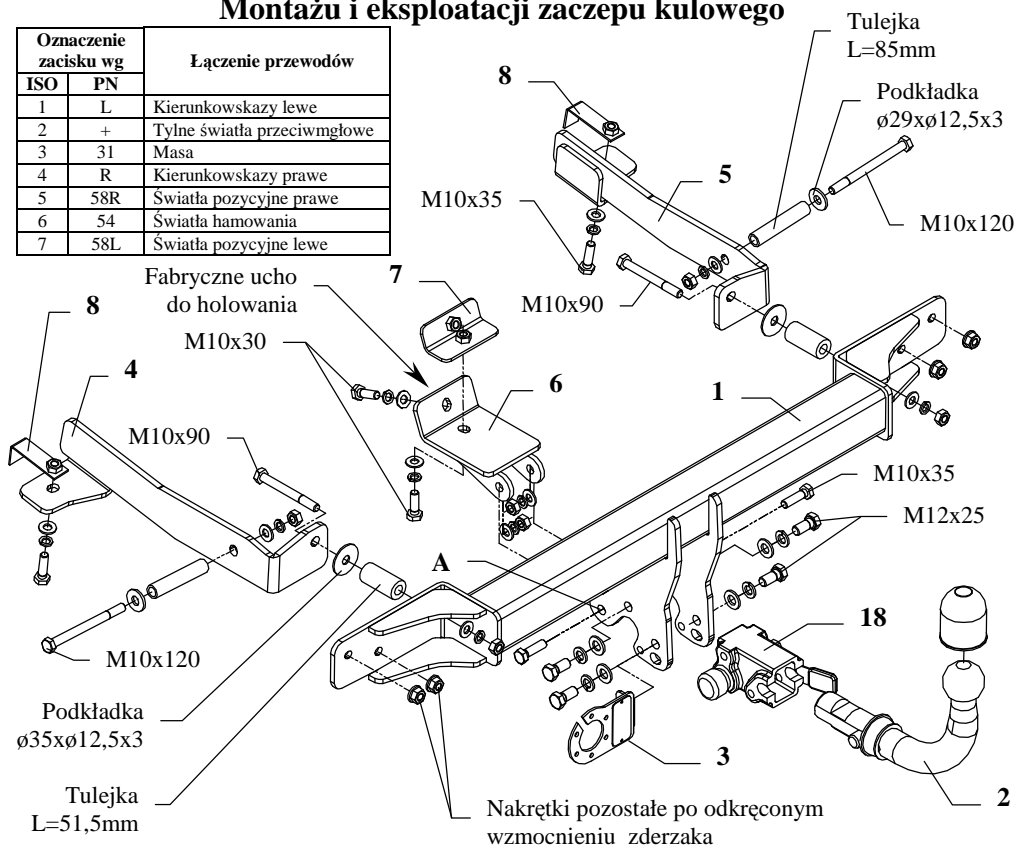 Montażu i eksploatacji zaczepu kulowego
Oznaczenie zacisku wg
Łączenie przewodów
ISO PN
1 L Kierunkowskazy lewe
2 + Tylne światła przeciwmgłowe
3 31 Masa
4 R Kierunkowskazy prawe
5 58R Światła pozycyjne prawe
6 54 Światła hamowania
7 58L Światła pozycyjne lewe
Tulejka
L=85mm
8
Podkładka
ø29xø12,5x3
5
M10x35
M10x120
Fabryczne ucho
do holowania
7
M10x90
8
M10x30
4
6
1
M10x90
M10x35
M12x25
A
18
M10x120
Podkładka
ø35xø12,5x3
3
2
Tulejka
L=51,5mm
Nakrętki pozostałe po odkręconym
wzmocnieniu zderzaka